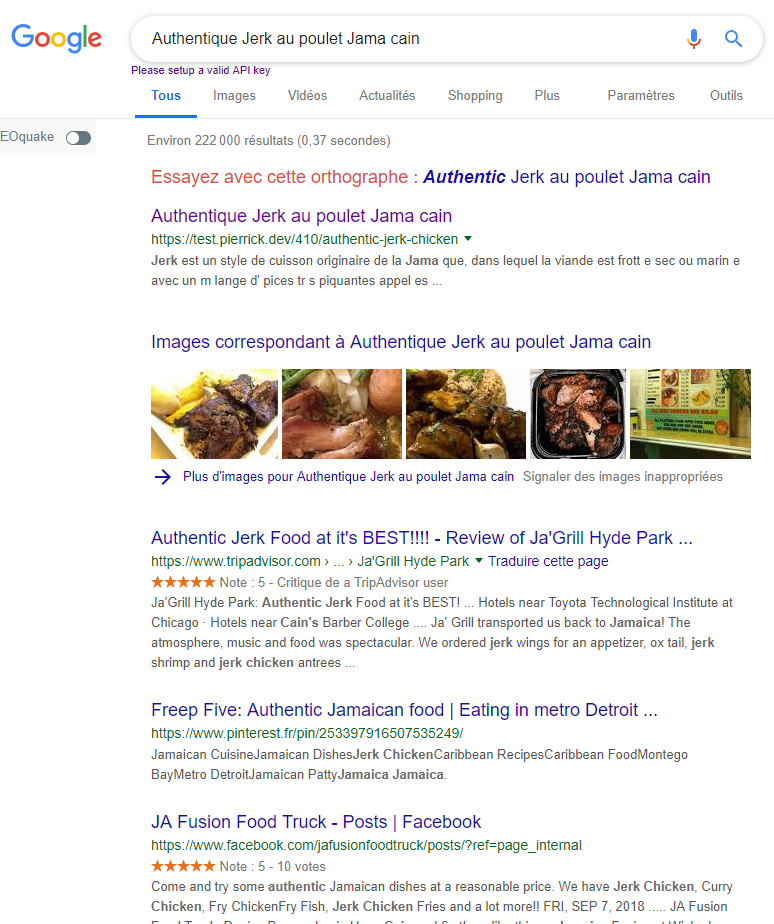 Google
Authentique Jerk au poulet Jama cain
Please setup a valid API key
Tous Images Vidéos Actualités Shopping Plus Paramètres Outils
EOquake
Environ 222 000 résultats (0,37 secondes)
Essayez avec cette orthographe : Authentic Jerk au poulet Jama cain
Authentique Jerk au poulet Jama cain
https://test.pierrick.dev/410/authentic-jerk-chicken
Jerk est un style de cuisson originaire de la Jama que, dans lequel la viande est frott e sec ou marin e
avec un m lange d' pices tr s piquantes appel es ...
Images correspondant à Authentique Jerk au poulet Jama cain
Plus d'images pour Authentique Jerk au poulet Jama cain Signaler des images inappropriées
Authentic Jerk Food at it's BEST!!!! - Review of Ja'Grill Hyde Park ...
https://www.tripadvisor.com › ... › Ja'Grill Hyde Park Traduire cette page
Note : 5 - Critique de a TripAdvisor user
Ja'Grill Hyde Park: Authentic Jerk Food at it's BEST! ... Hotels near Toyota Technological Institute at
Chicago · Hotels near Cain's Barber College .... Ja' Grill transported us back to Jamaica! The
atmosphere, music and food was spectacular. We ordered jerk wings for an appetizer, ox tail, jerk
shrimp and jerk chicken antrees ...
Freep Five: Authentic Jamaican food | Eating in metro Detroit ...
https://www.pinterest.fr/pin/253397916507535249/
Jamaican CuisineJamaican DishesJerk ChickenCaribbean RecipesCaribbean FoodMontego
BayMetro DetroitJamaican PattyJamaica Jamaica.
JA Fusion Food Truck - Posts | Facebook
https://www.facebook.com/jafusionfoodtruck/posts/?ref=page_internal
Note : 5 - 10 votes
Come and try some authentic Jamaican dishes at a reasonable price. We have Jerk Chicken, Curry
Chicken, Fry ChickenFry Fish, Jerk Chicken Fries and a lot more!! FRI, SEP 7, 2018 ..... JA Fusion